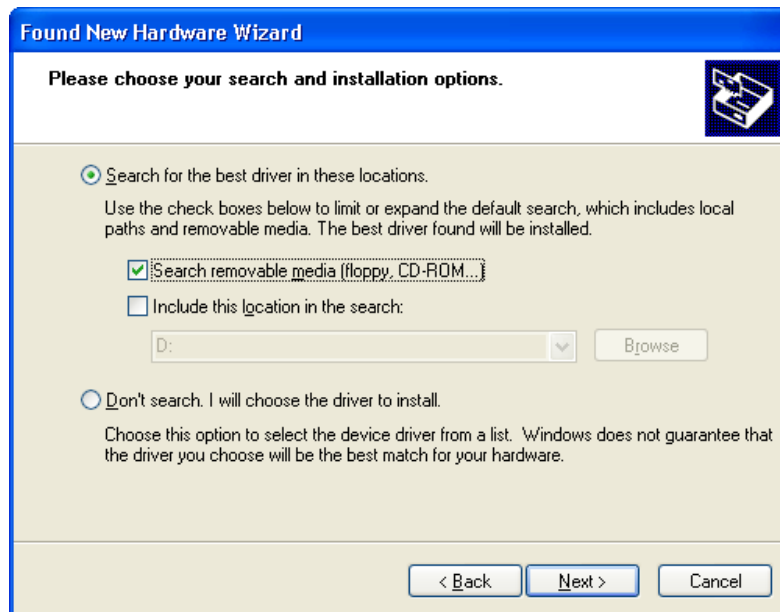 Found New Hardware Wizard
Please choose your search and installation options.
Search for the best driver in these locations.
Use the check boxes below to limit or expand the default search, which includes local
paths and removable media. The best driver found will be installed.
Search removable media (floppy, CD-ROM...)
Include this location in the search:
D:
Browse
Don't search. I will choose the driver to install.
Choose this option to select the device driver from a list. Windows does not guarantee that
the driver you choose will be the best match for your hardware.
< Back
Next >
Cancel